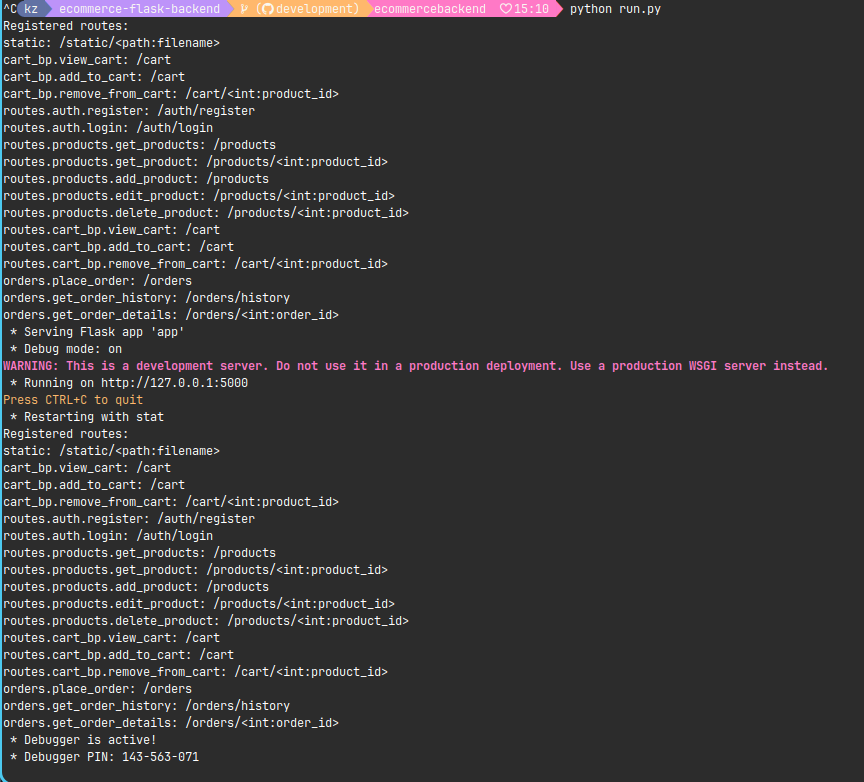 ^C kz ecommerce-flask-backend (development) ecommercebackend 15:10 python run.py
Registered routes:
static: /static/<path:filename>
cart_bp.view_cart: /cart
cart_bp.add_to_cart: /cart
cart_bp.remove_from_cart: /cart/<int:product_id>
routes.auth.register: /auth/register
routes.auth.login: /auth/login
routes.products.get_products: /products
routes.products.get_product: /products/<int:product_id>
routes.products.add_product: /products
routes.products.edit_product: /products/<int:product_id>
routes.products.delete_product: /products/<int:product_id>
routes.cart_bp.view_cart: /cart
routes.cart_bp.add_to_cart: /cart
routes.cart_bp.remove_from_cart: /cart/<int:product_id>
orders.place_order: /orders
orders.get_order_history: /orders/history
orders.get_order_details: /orders/<int:order_id>
 * Serving Flask app 'app'
 * Debug mode: on
WARNING: This is a development server. Do not use it in a production deployment. Use a production WSGI server instead.
 * Running on http://127.0.0.1:5000
Press CTRL+C to quit
 * Restarting with stat
Registered routes:
static: /static/<path:filename>
cart_bp.view_cart: /cart
cart_bp.add_to_cart: /cart
cart_bp.remove_from_cart: /cart/<int:product_id>
routes.auth.register: /auth/register
routes.auth.login: /auth/login
routes.products.get_products: /products
routes.products.get_product: /products/<int:product_id>
routes.products.add_product: /products
routes.products.edit_product: /products/<int:product_id>
routes.products.delete_product: /products/<int:product_id>
routes.cart_bp.view_cart: /cart
routes.cart_bp.add_to_cart: /cart
routes.cart_bp.remove_from_cart: /cart/<int:product_id>
orders.place_order: /orders
orders.get_order_history: /orders/history
orders.get_order_details: /orders/<int:order_id>
 * Debugger is active!
 * Debugger PIN: 143-563-071